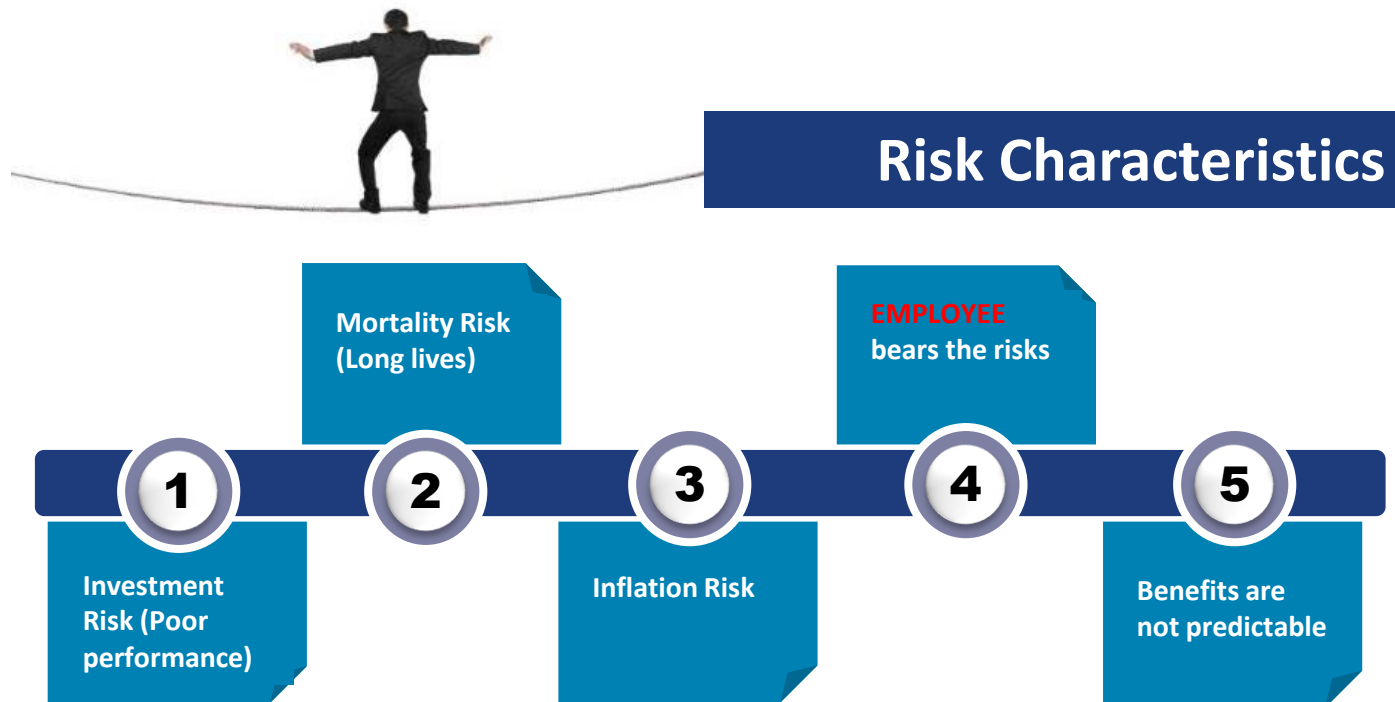 Risk Characteristics
1
Investment
Risk (Poor
performance)
2
Mortality Risk
(Long lives)
3
Inflation Risk
4
EMPLOYEE
bears the risks
5
Benefits are
not predictable